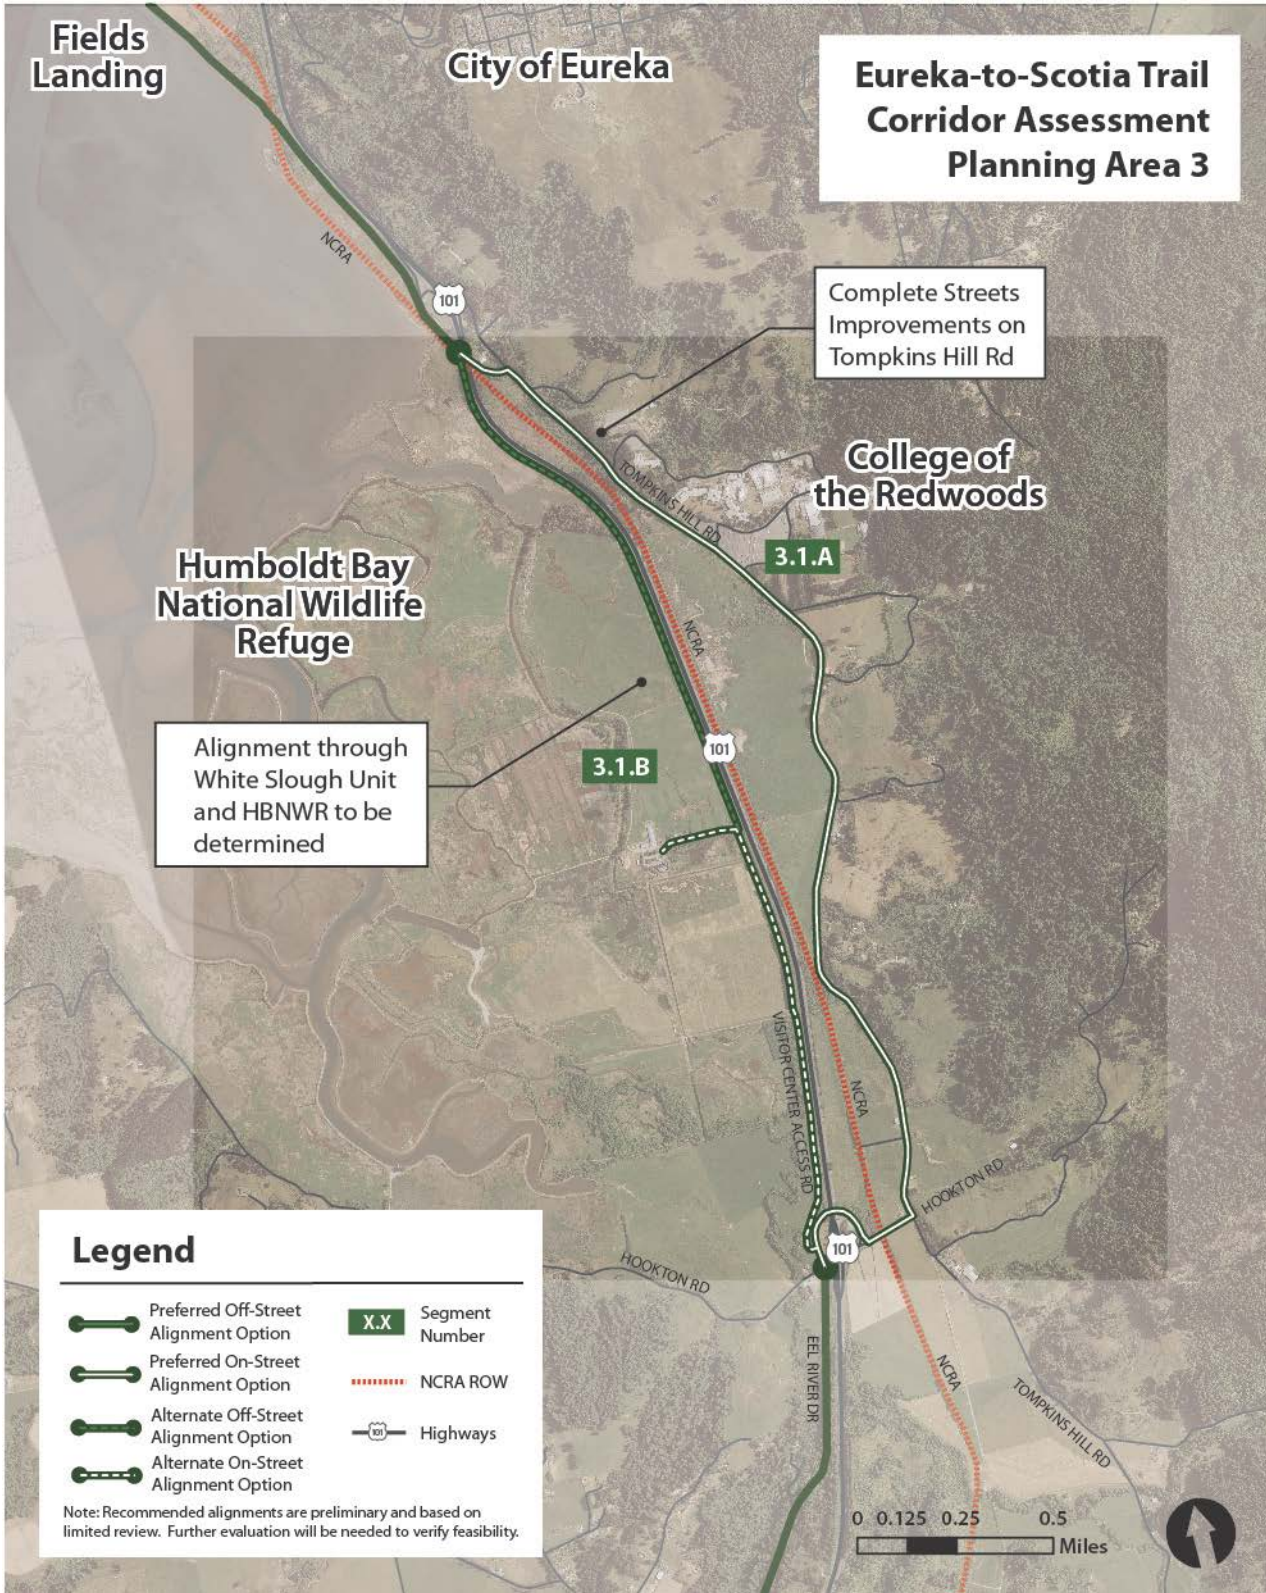 Fields
Landing
City of Eureka
Eureka-to-Scotia Trail
Corridor Assessment
Planning Area 3
NCRA
101
Complete Streets
Improvements on
Tompkins Hill Rd
College of
the Redwoods
TOMPKINS HILL RD
3.1.A
Humboldt Bay
National Wildlife
Refuge
NCRA
Alignment through
White Slough Unit
and HBNWR to be
determined
3.1.B
101
VISITOR CENTER ACCESS RD
NCRA
HOOKTON RD
101
HOOKTON RD
EEL RIVER DR
NCRA
TOMPKINS HILL RD
Legend
Preferred Off-Street
Alignment Option
Preferred On-Street
Alignment Option
Alternate Off-Street
Alignment Option
Alternate On-Street
Alignment Option
X.X
Segment
Number
NCRA ROW
101
Highways
Note: Recommended alignments are preliminary and based on
limited review. Further evaluation will be needed to verify feasibility.
0 0.125 0.25 0.5
Miles